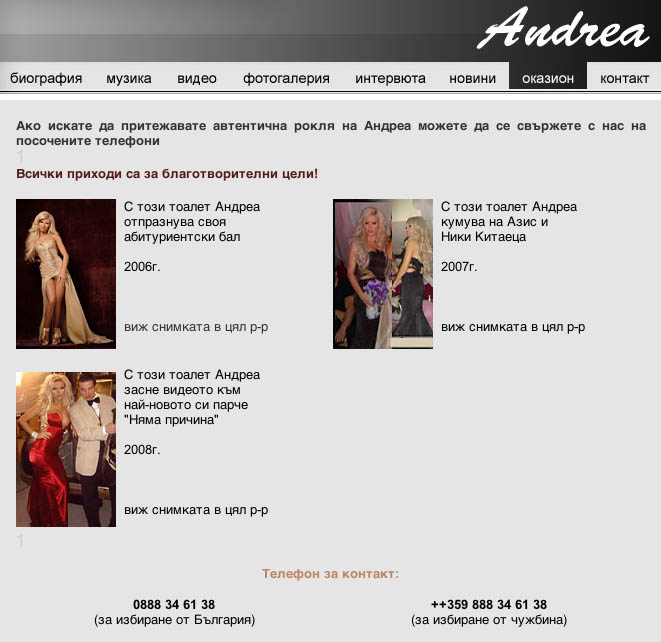 Andrea
биография музика видео фотогалерия интервюта новини оказион контакт
Ако искате да притежавате автентична рокля на Андреа можете да се свържете с нас на
посочените телефони
1
Всички приходи са за благотворителни цели!
С този тоалет Андреа
отпразнува своя
абитуриентски бал
2006г.
виж снимката в цял р-р
С този тоалет Андреа
кумува на Азис и
Ники Китаеца
2007г.
виж снимката в цял р-р
С този тоалет Андреа
засне видеото към
най-новото си парче
"Няма причина"
2008г.
виж снимката в цял р-р
1
Телефон за контакт:
0888 34 61 38
(за избиране от България)
++359 888 34 61 38
(за избиране от чужбина)